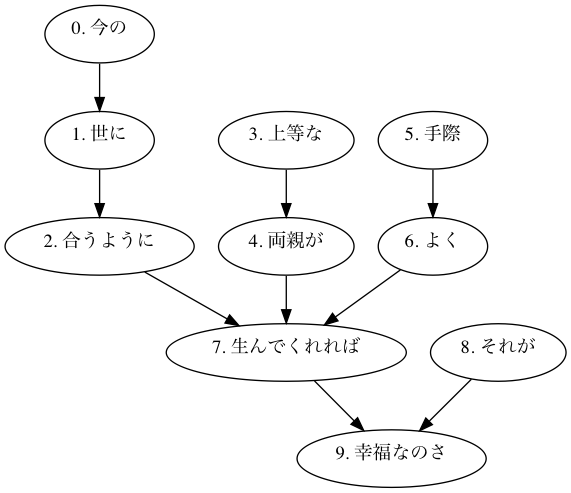 0. 今の
1. 世に
3. 上等な
5. 手際
2. 合うように
4. 両親が
6. よく
7. 生んでくれれば
8. それが
9. 幸福なのさ